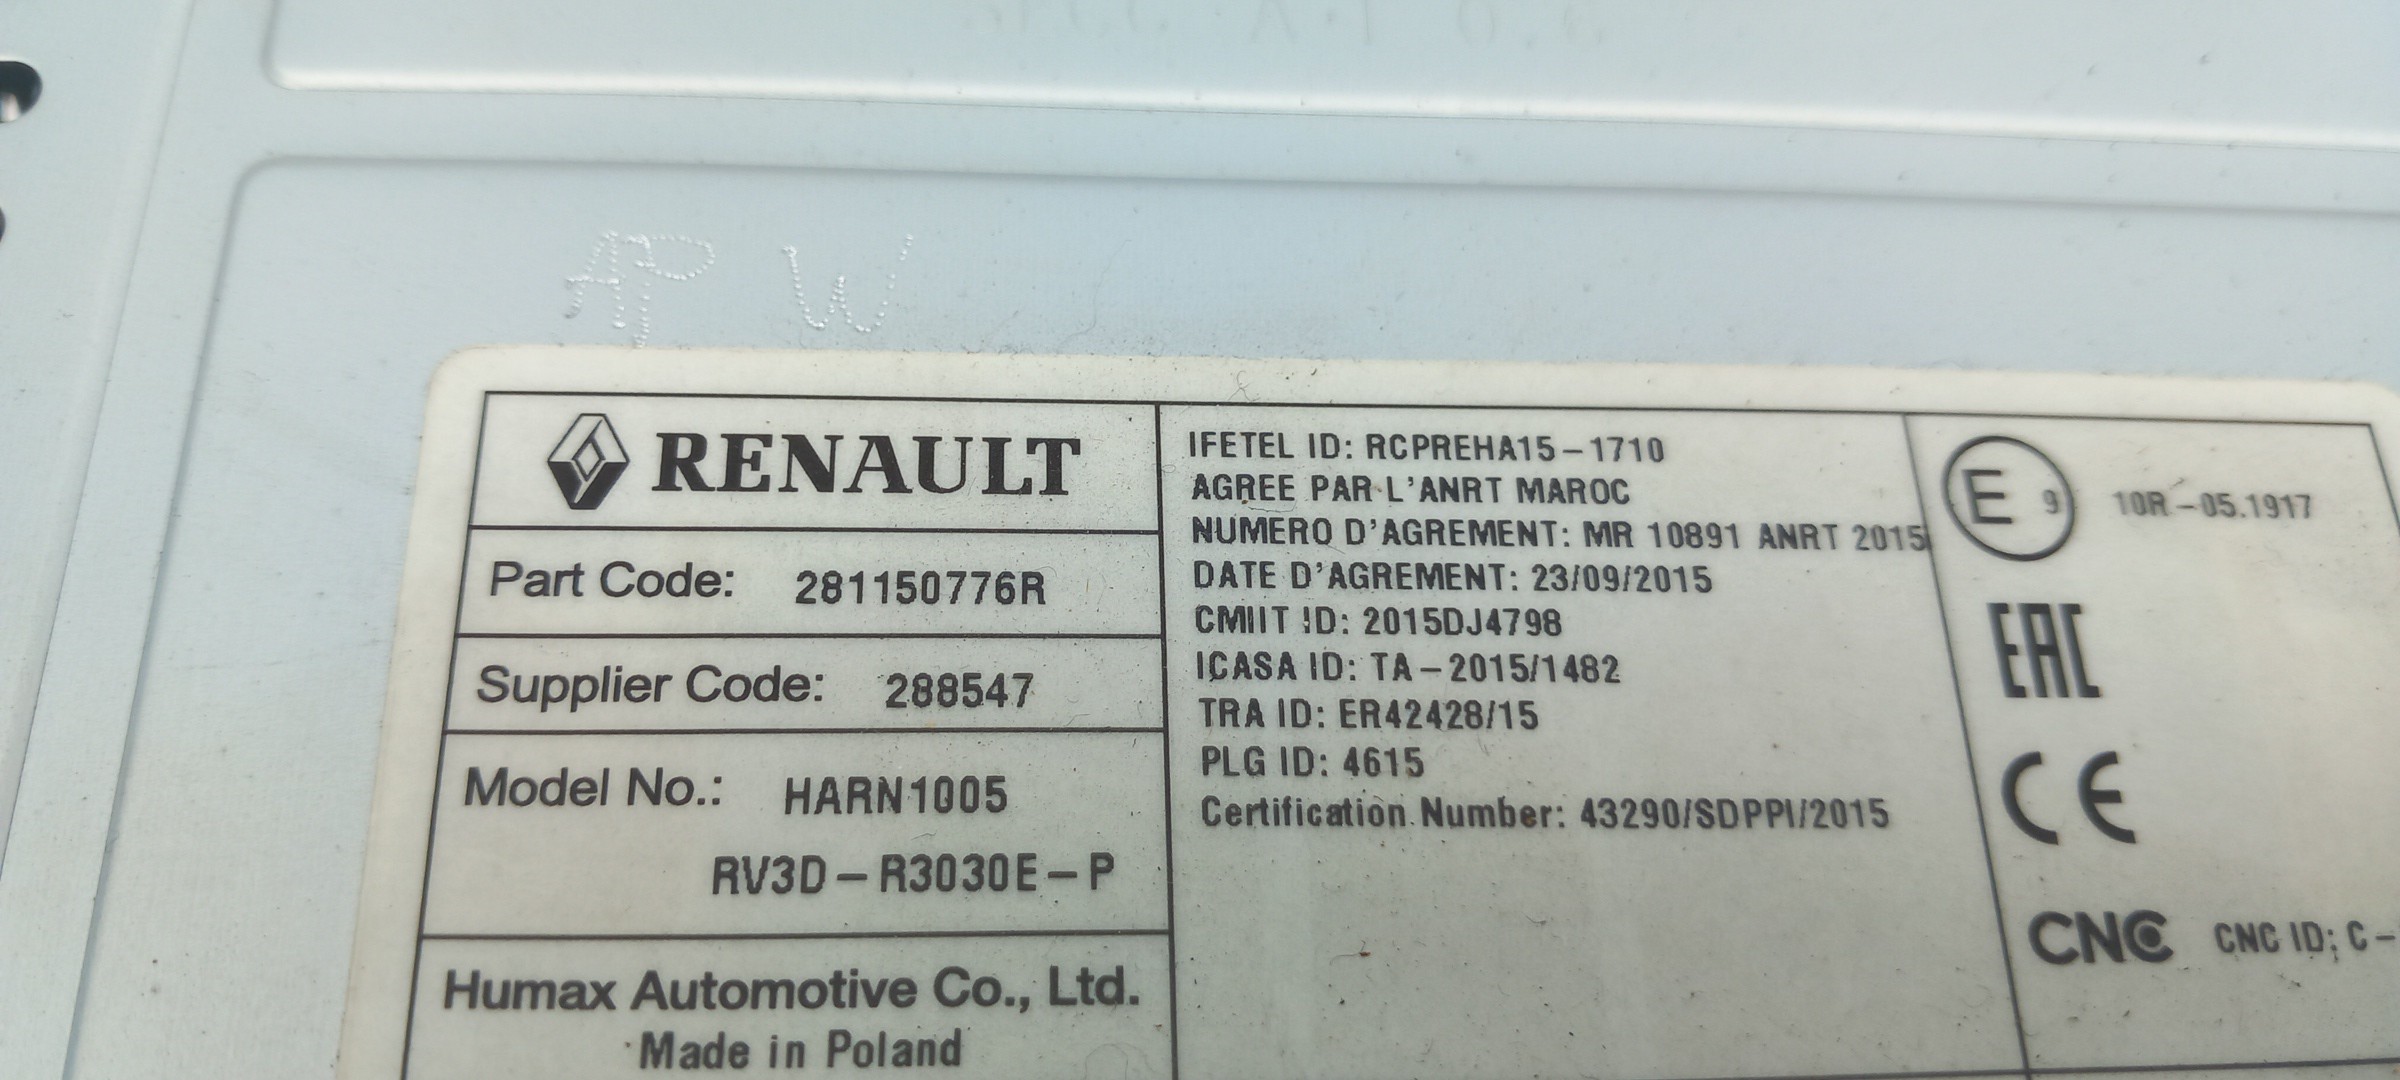 AP W
RENAULT
Part Code: 281150776R
Supplier Code: 288547
Model No.: HARN1005
RV3D-R3030E-P
Humax Automotive Co., Ltd.
Made in Poland
IFETEL ID: RCPREHA15-1710
AGREE PAR L'ANRT MAROC
NUMERO D'AGREMENT: MR 10891 ANRT 2015
DATE D'AGREMENT: 23/09/2015
CMIIT ID: 2015DJ4798
ICASA ID: TA-2015/1482
TRA ID: ER42428/15
PLG ID: 4615
Certification Number: 43290/SDPPI/2015
E 9 10R-05.1917
EAC
CE
CNC CNC ID: C-